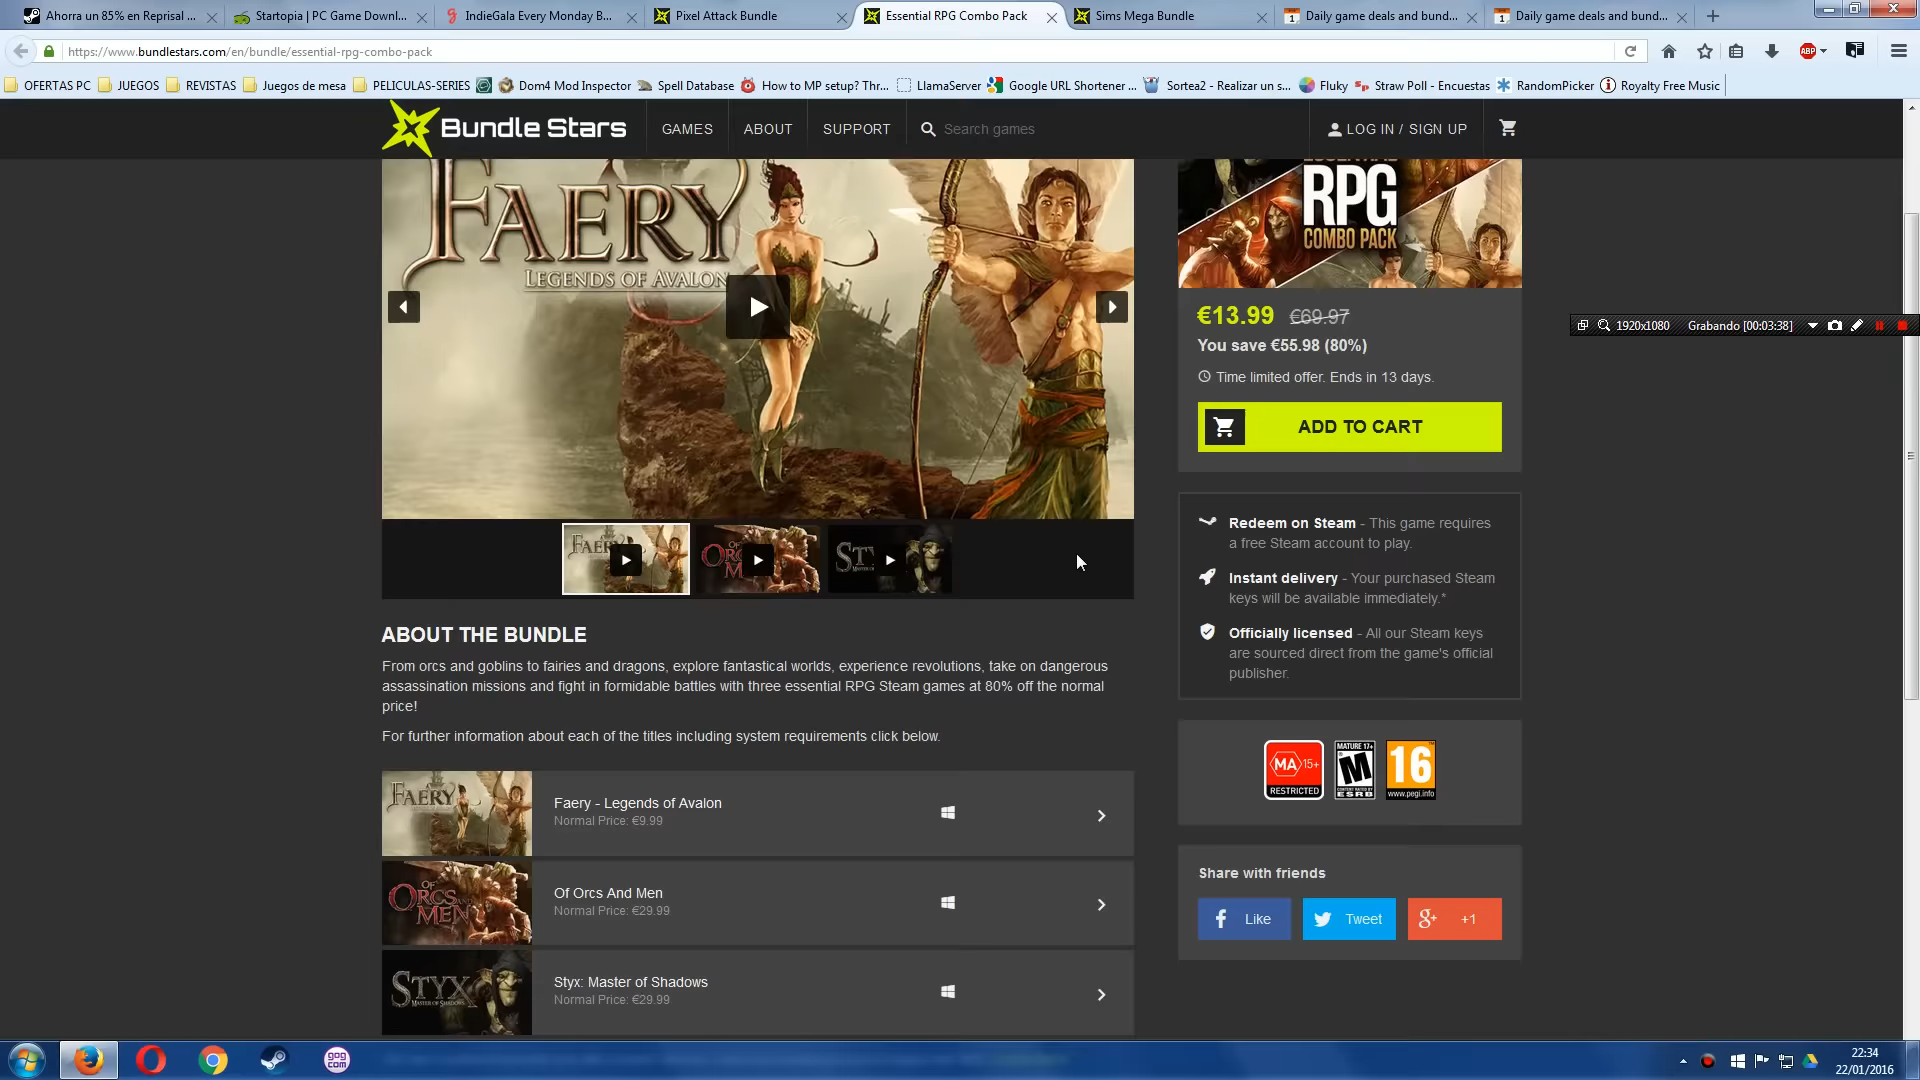 Ahorra un 85% en Reprisal ...
Startopia | PC Game Downl...
IndieGala Every Monday B...
Pixel Attack Bundle
Essential RPG Combo Pack
Sims Mega Bundle
Daily game deals and bund...
Daily game deals and bund...
https://www.bundlestars.com/en/bundle/essential-rpg-combo-pack
ABP
OFERTAS PC
JUEGOS
REVISTAS
Juegos de mesa
PELICULAS-SERIES
Dom4 Mod Inspector
Spell Database
How to MP setup? Thr...
LlamaServer
Google URL Shortener ...
Sortea2 - Realizar un s...
Fluky
Straw Poll - Encuestas
RandomPicker
Royalty Free Music
Bundle Stars
GAMES
ABOUT
SUPPORT
Search games
LOG IN / SIGN UP
FAERY
LEGENDS OF AVALON
RPG
COMBO PACK
€13.99 €69.97
You save €55.98 (80%)
Time limited offer. Ends in 13 days.
ADD TO CART
1920x1080
Grabando [00:03:38]
Redeem on Steam - This game requires
a free Steam account to play.
Instant delivery - Your purchased Steam
keys will be available immediately.*
Officially licensed - All our Steam keys
are sourced direct from the game's official
publisher.
ABOUT THE BUNDLE
From orcs and goblins to fairies and dragons, explore fantastical worlds, experience revolutions, take on dangerous
assassination missions and fight in formidable battles with three essential RPG Steam games at 80% off the normal
price!
For further information about each of the titles including system requirements click below.
FAERY
Faery - Legends of Avalon
Normal Price: €9.99
OF ORCS AND MEN
Of Orcs And Men
Normal Price: €29.99
STYX
MASTER OF SHADOWS
Styx: Master of Shadows
Normal Price: €29.99
MA 15+
RESTRICTED
MATURE 17+
M
ESRB
16
www.pegi.info
Share with friends
Like
Tweet
g+ +1
gog
com
22:34
22/01/2016